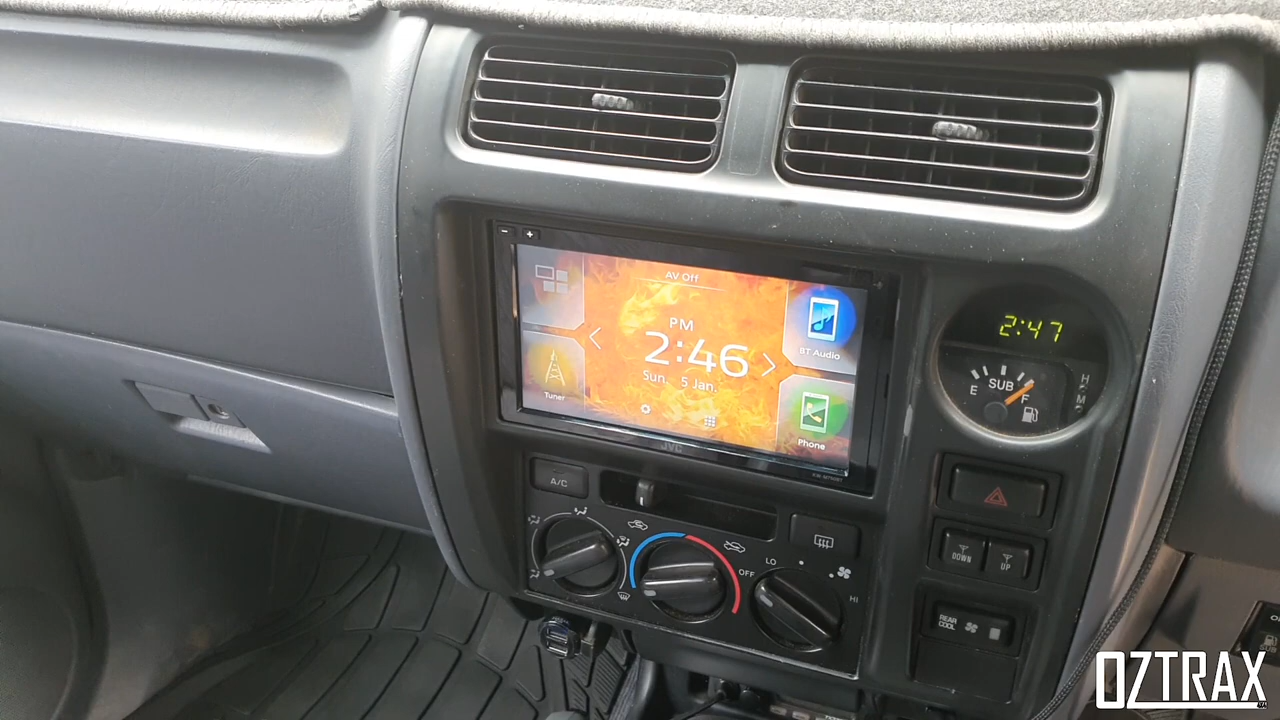 AV Off
PM
2:46
Sun, 5 Jan.
BT Audio
Tuner
Phone
JVC
2:47
SUB
E
F
H
M
A/C
OFF
LO
HI
DOWN
UP
REAR
COOL
OZTRAX